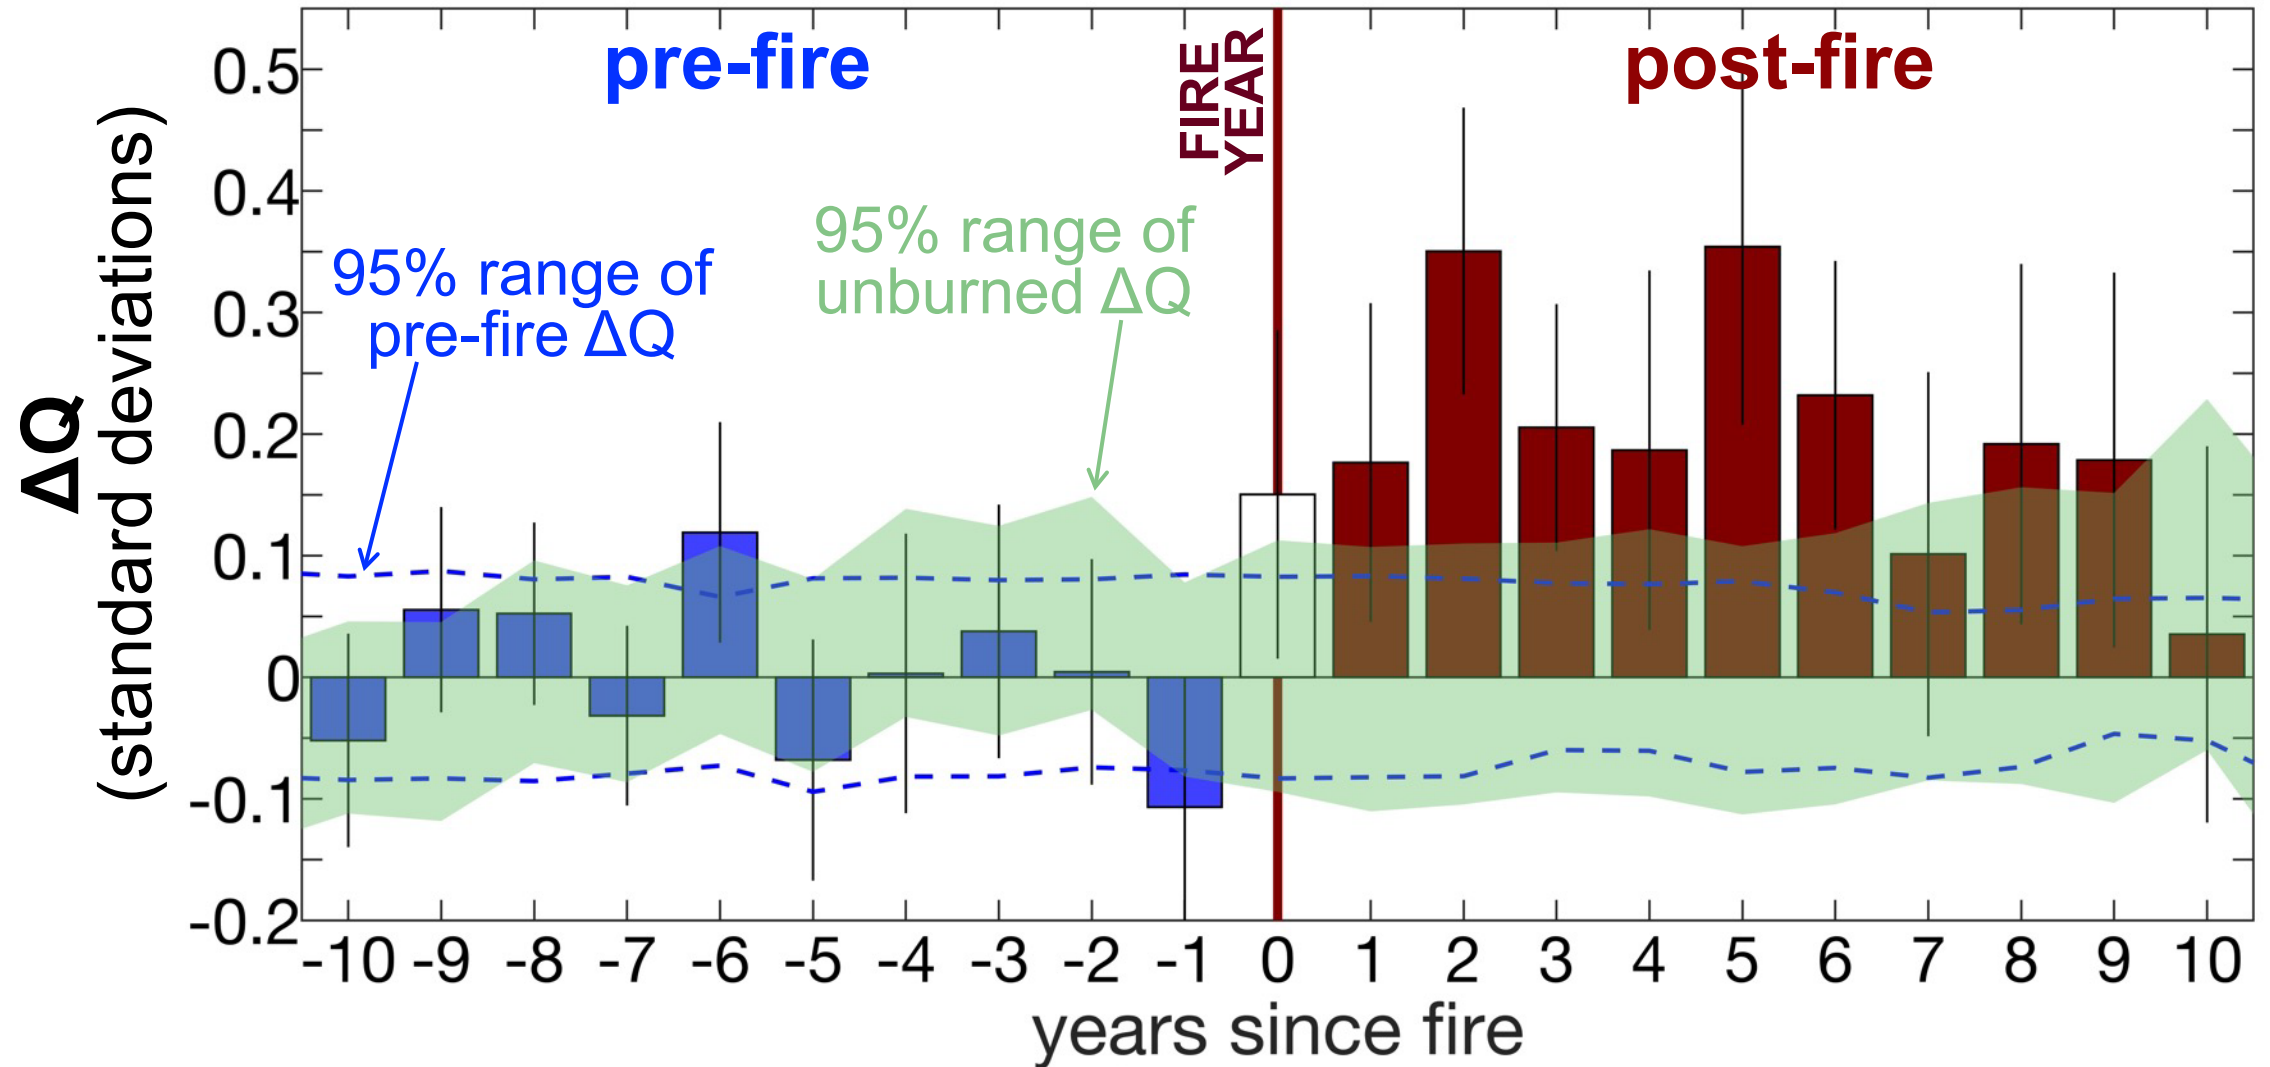 pre-fire
FIRE
YEAR
post-fire
95% range of
pre-fire ΔQ
95% range of
unburned ΔQ
ΔQ
(standard deviations)
0.5
0.4
0.3
0.2
0.1
0
-0.1
-0.2
-10 -9 -8 -7 -6 -5 -4 -3 -2 -1 0 1 2 3 4 5 6 7 8 9 10
years since fire